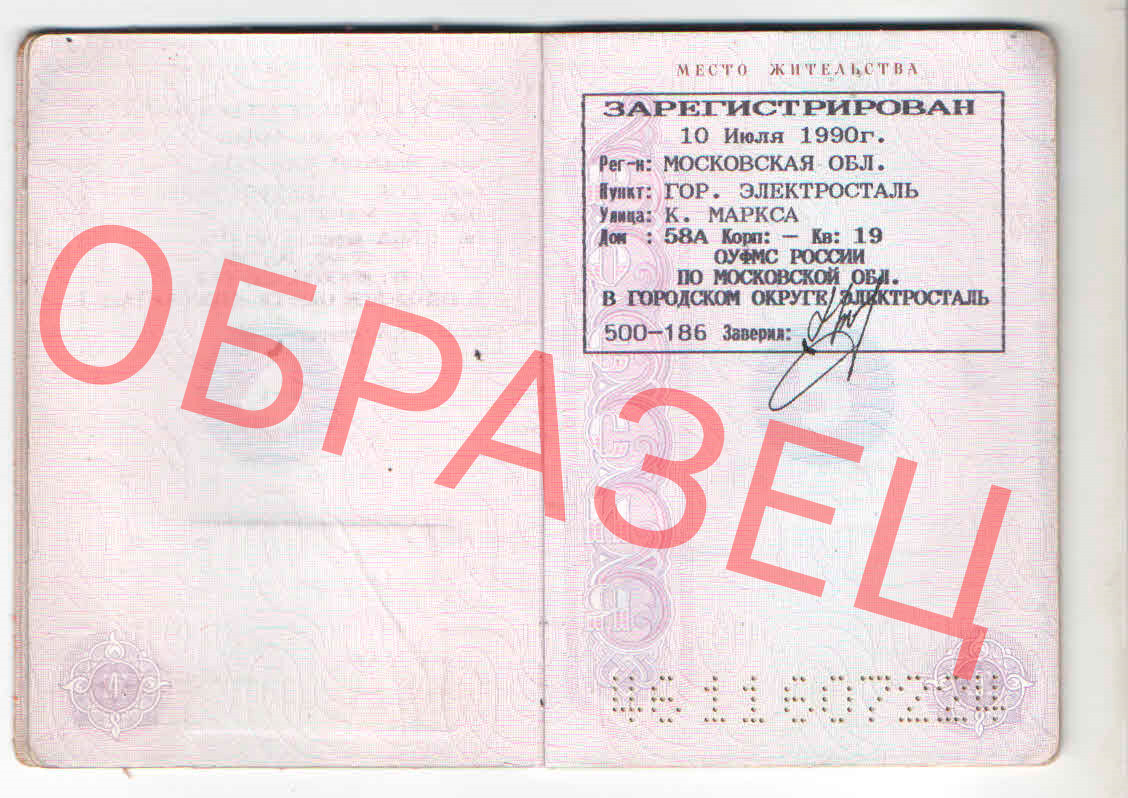 МЕСТО ЖИТЕЛЬСТВА
ЗАРЕГИСТРИРОВАН
10 Июля 1990г.
Рег-н: МОСКОВСКАЯ ОБЛ.
Пункт: ГОР. ЭЛЕКТРОСТАЛЬ
Улица: К. МАРКСА
Дом : 58А Корп: — Кв: 19
ОУФМС РОССИИ
ПО МОСКОВСКОЙ ОБЛ.
В ГОРОДСКОМ ОКРУГЕ ЭЛЕКТРОСТАЛЬ
500-186 Заверил:
ОБРАЗЕЦ